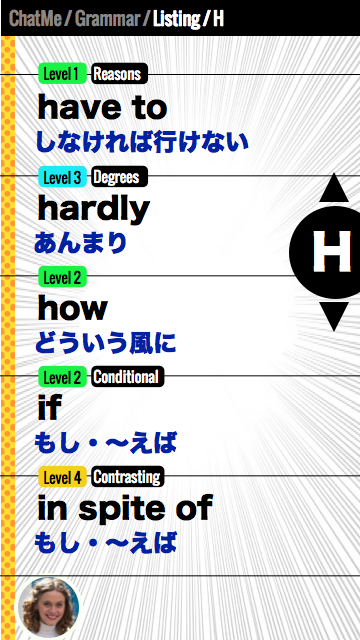 ChatMe / Grammar / Listing / H
Level 1 Reasons
have to
しなければ行けない
Level 3 Degrees
hardly
あんまり
Level 2
how
どういう風に
H
Level 2 Conditional
if
もし・〜えば
Level 4 Contrasting
in spite of
もし・〜えば